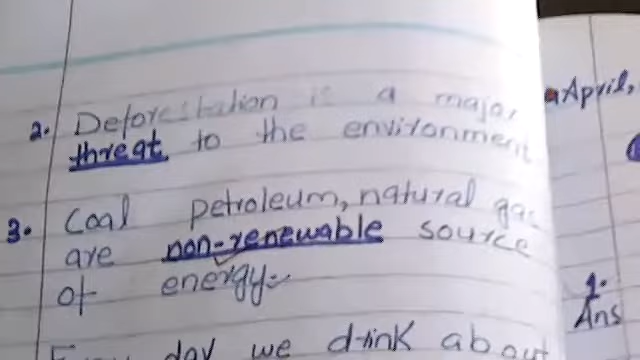 2. Deforestation is a major
threat to the environment
3. Coal petroleum, natural gas
are non-renewable source
of energy.
day we drink about
April,
1.
Ans